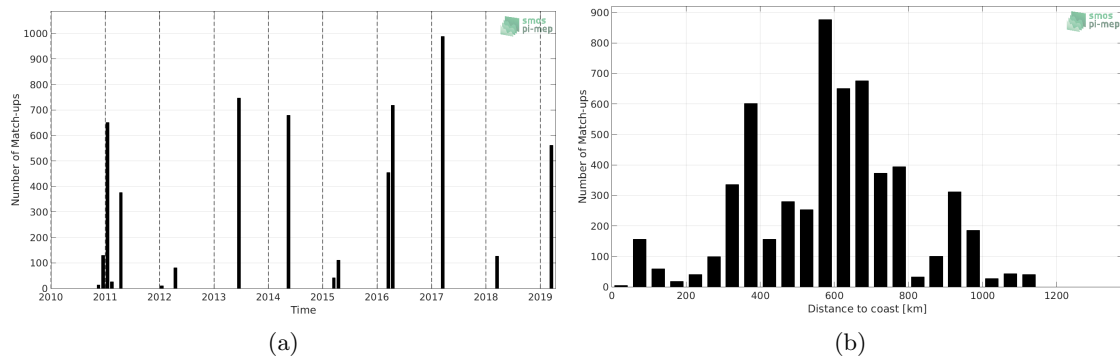 smos
pi-mep
1000
900
800
700
600
500
400
300
200
100
0
Number of Match-ups
2010 2011 2012 2013 2014 2015 2016 2017 2018 2019
Time
(a)
smos
pi-mep
900
800
700
600
500
400
300
200
100
0
Number of Match-ups
0 200 400 600 800 1000 1200
Distance to coast [km]
(b)